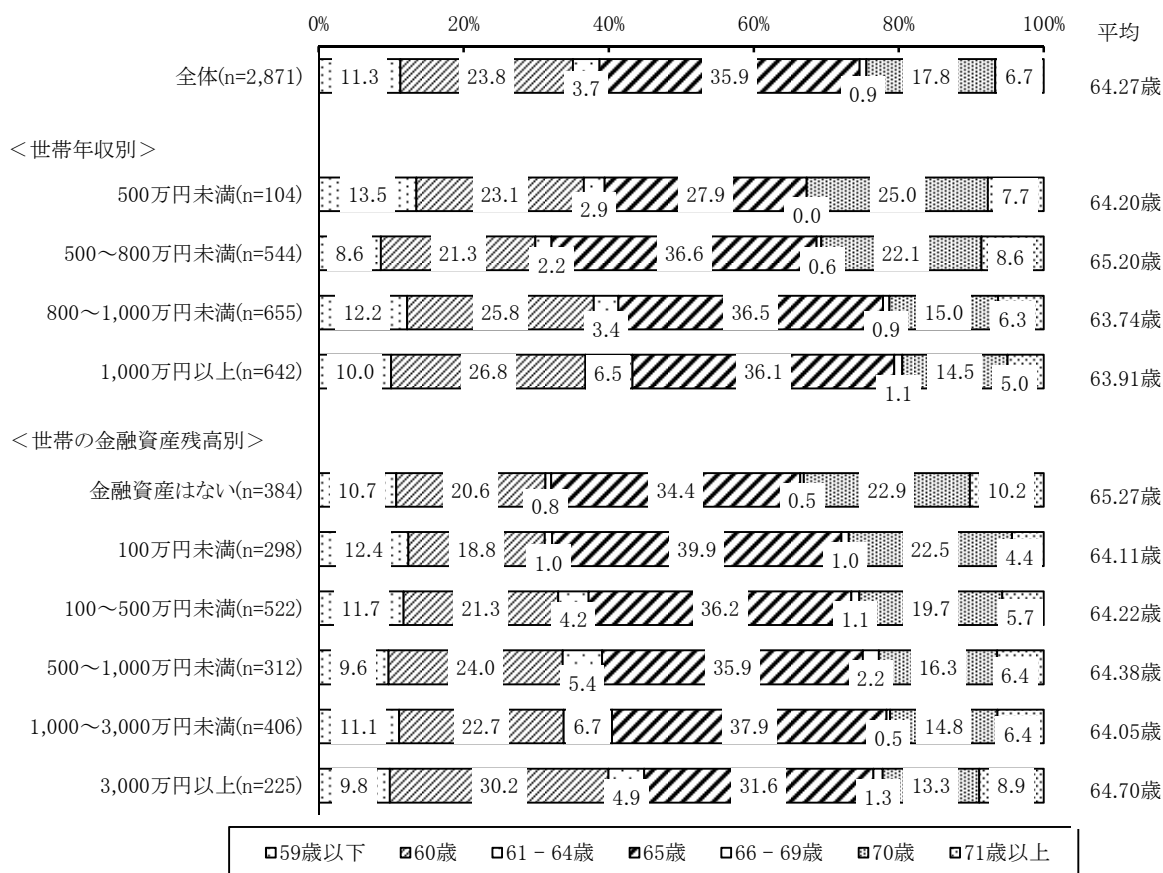 0% 20% 40% 60% 80% 100% 平均
全体(n=2,871) 11.3 23.8 3.7 35.9 0.9 17.8 6.7 64.27歳
＜世帯年収別＞
500万円未満(n=104) 13.5 23.1 2.9 27.9 0.0 25.0 7.7 64.20歳
500～800万円未満(n=544) 8.6 21.3 2.2 36.6 0.6 22.1 8.6 65.20歳
800～1,000万円未満(n=655) 12.2 25.8 3.4 36.5 0.9 15.0 6.3 63.74歳
1,000万円以上(n=642) 10.0 26.8 6.5 36.1 1.1 14.5 5.0 63.91歳
＜世帯の金融資産残高別＞
金融資産はない(n=384) 10.7 20.6 0.8 34.4 0.5 22.9 10.2 65.27歳
100万円未満(n=298) 12.4 18.8 1.0 39.9 1.0 22.5 4.4 64.11歳
100～500万円未満(n=522) 11.7 21.3 4.2 36.2 1.1 19.7 5.7 64.22歳
500～1,000万円未満(n=312) 9.6 24.0 5.4 35.9 2.2 16.3 6.4 64.38歳
1,000～3,000万円未満(n=406) 11.1 22.7 6.7 37.9 0.5 14.8 6.4 64.05歳
3,000万円以上(n=225) 9.8 30.2 4.9 31.6 1.3 13.3 8.9 64.70歳
59歳以下 60歳 61－64歳 65歳 66－69歳 70歳 71歳以上